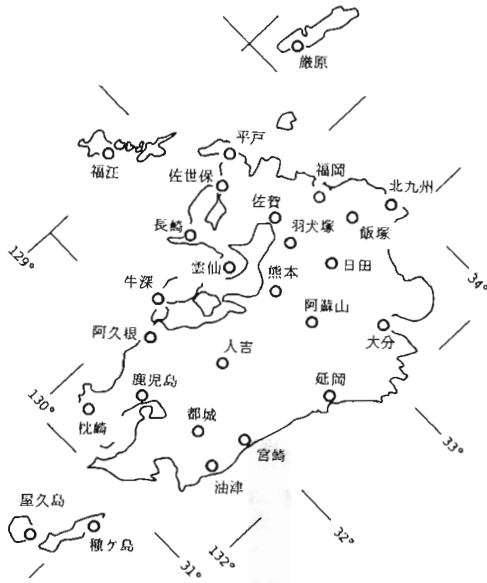 厳原
平戸
福江
佐世保
福岡
北九州
佐賀
長崎
羽犬塚
飯塚
雲仙
熊本
日田
牛深
阿蘇山
大分
阿久根
人吉
鹿児島
延岡
枕崎
都城
宮崎
油津
屋久島
種ケ島
129°
130°
34°
33°
32°
132°
31°